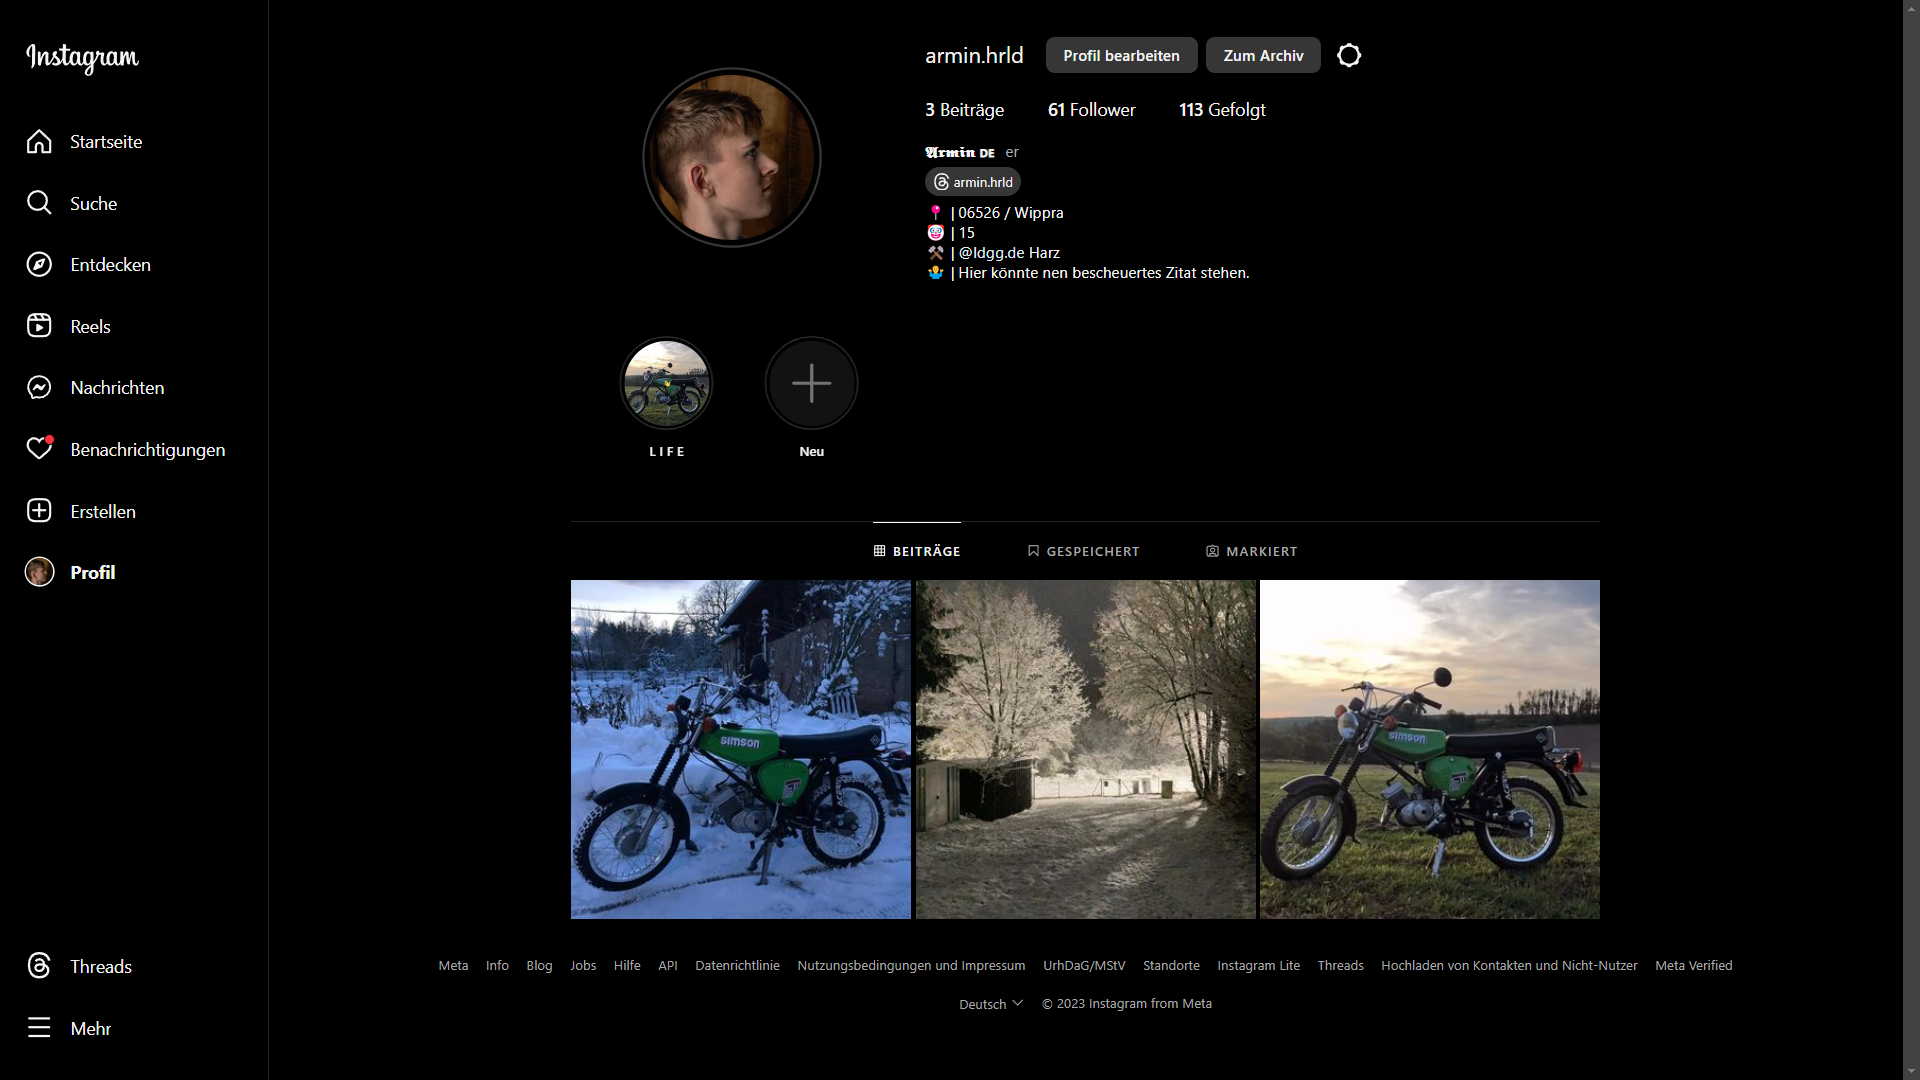 Instagram
Startseite
Suche
Entdecken
Reels
Nachrichten
Benachrichtigungen
Erstellen
Profil
Threads
Mehr
armin.hrld Profil bearbeiten Zum Archiv
3 Beiträge 61 Follower 113 Gefolgt
𝕬𝖗𝖒𝖎𝖓 DE er
armin.hrld
📍 | 06526 / Wippra
🤡 | 15
⚒️ | @ldgg.de Harz
🤷‍♂️ | Hier könnte nen bescheuertes Zitat stehen.
L I F E Neu
BEITRÄGE GESPEICHERT MARKIERT
SIMSON
SIMSON
Meta Info Blog Jobs Hilfe API Datenrichtlinie Nutzungsbedingungen und Impressum UrhDaG/MStV Standorte Instagram Lite Threads Hochladen von Kontakten und Nicht-Nutzer Meta Verified
Deutsch © 2023 Instagram from Meta